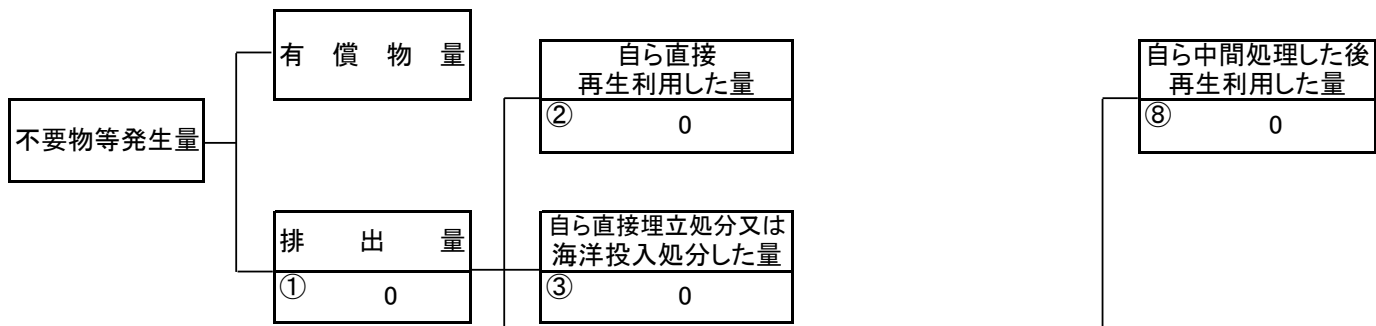 有償物量
自ら直接
再生利用した量
② 0
自ら中間処理した後
再生利用した量
⑧ 0
不要物等発生量
排出量
① 0
自ら直接埋立処分又は
海洋投入処分した量
③ 0